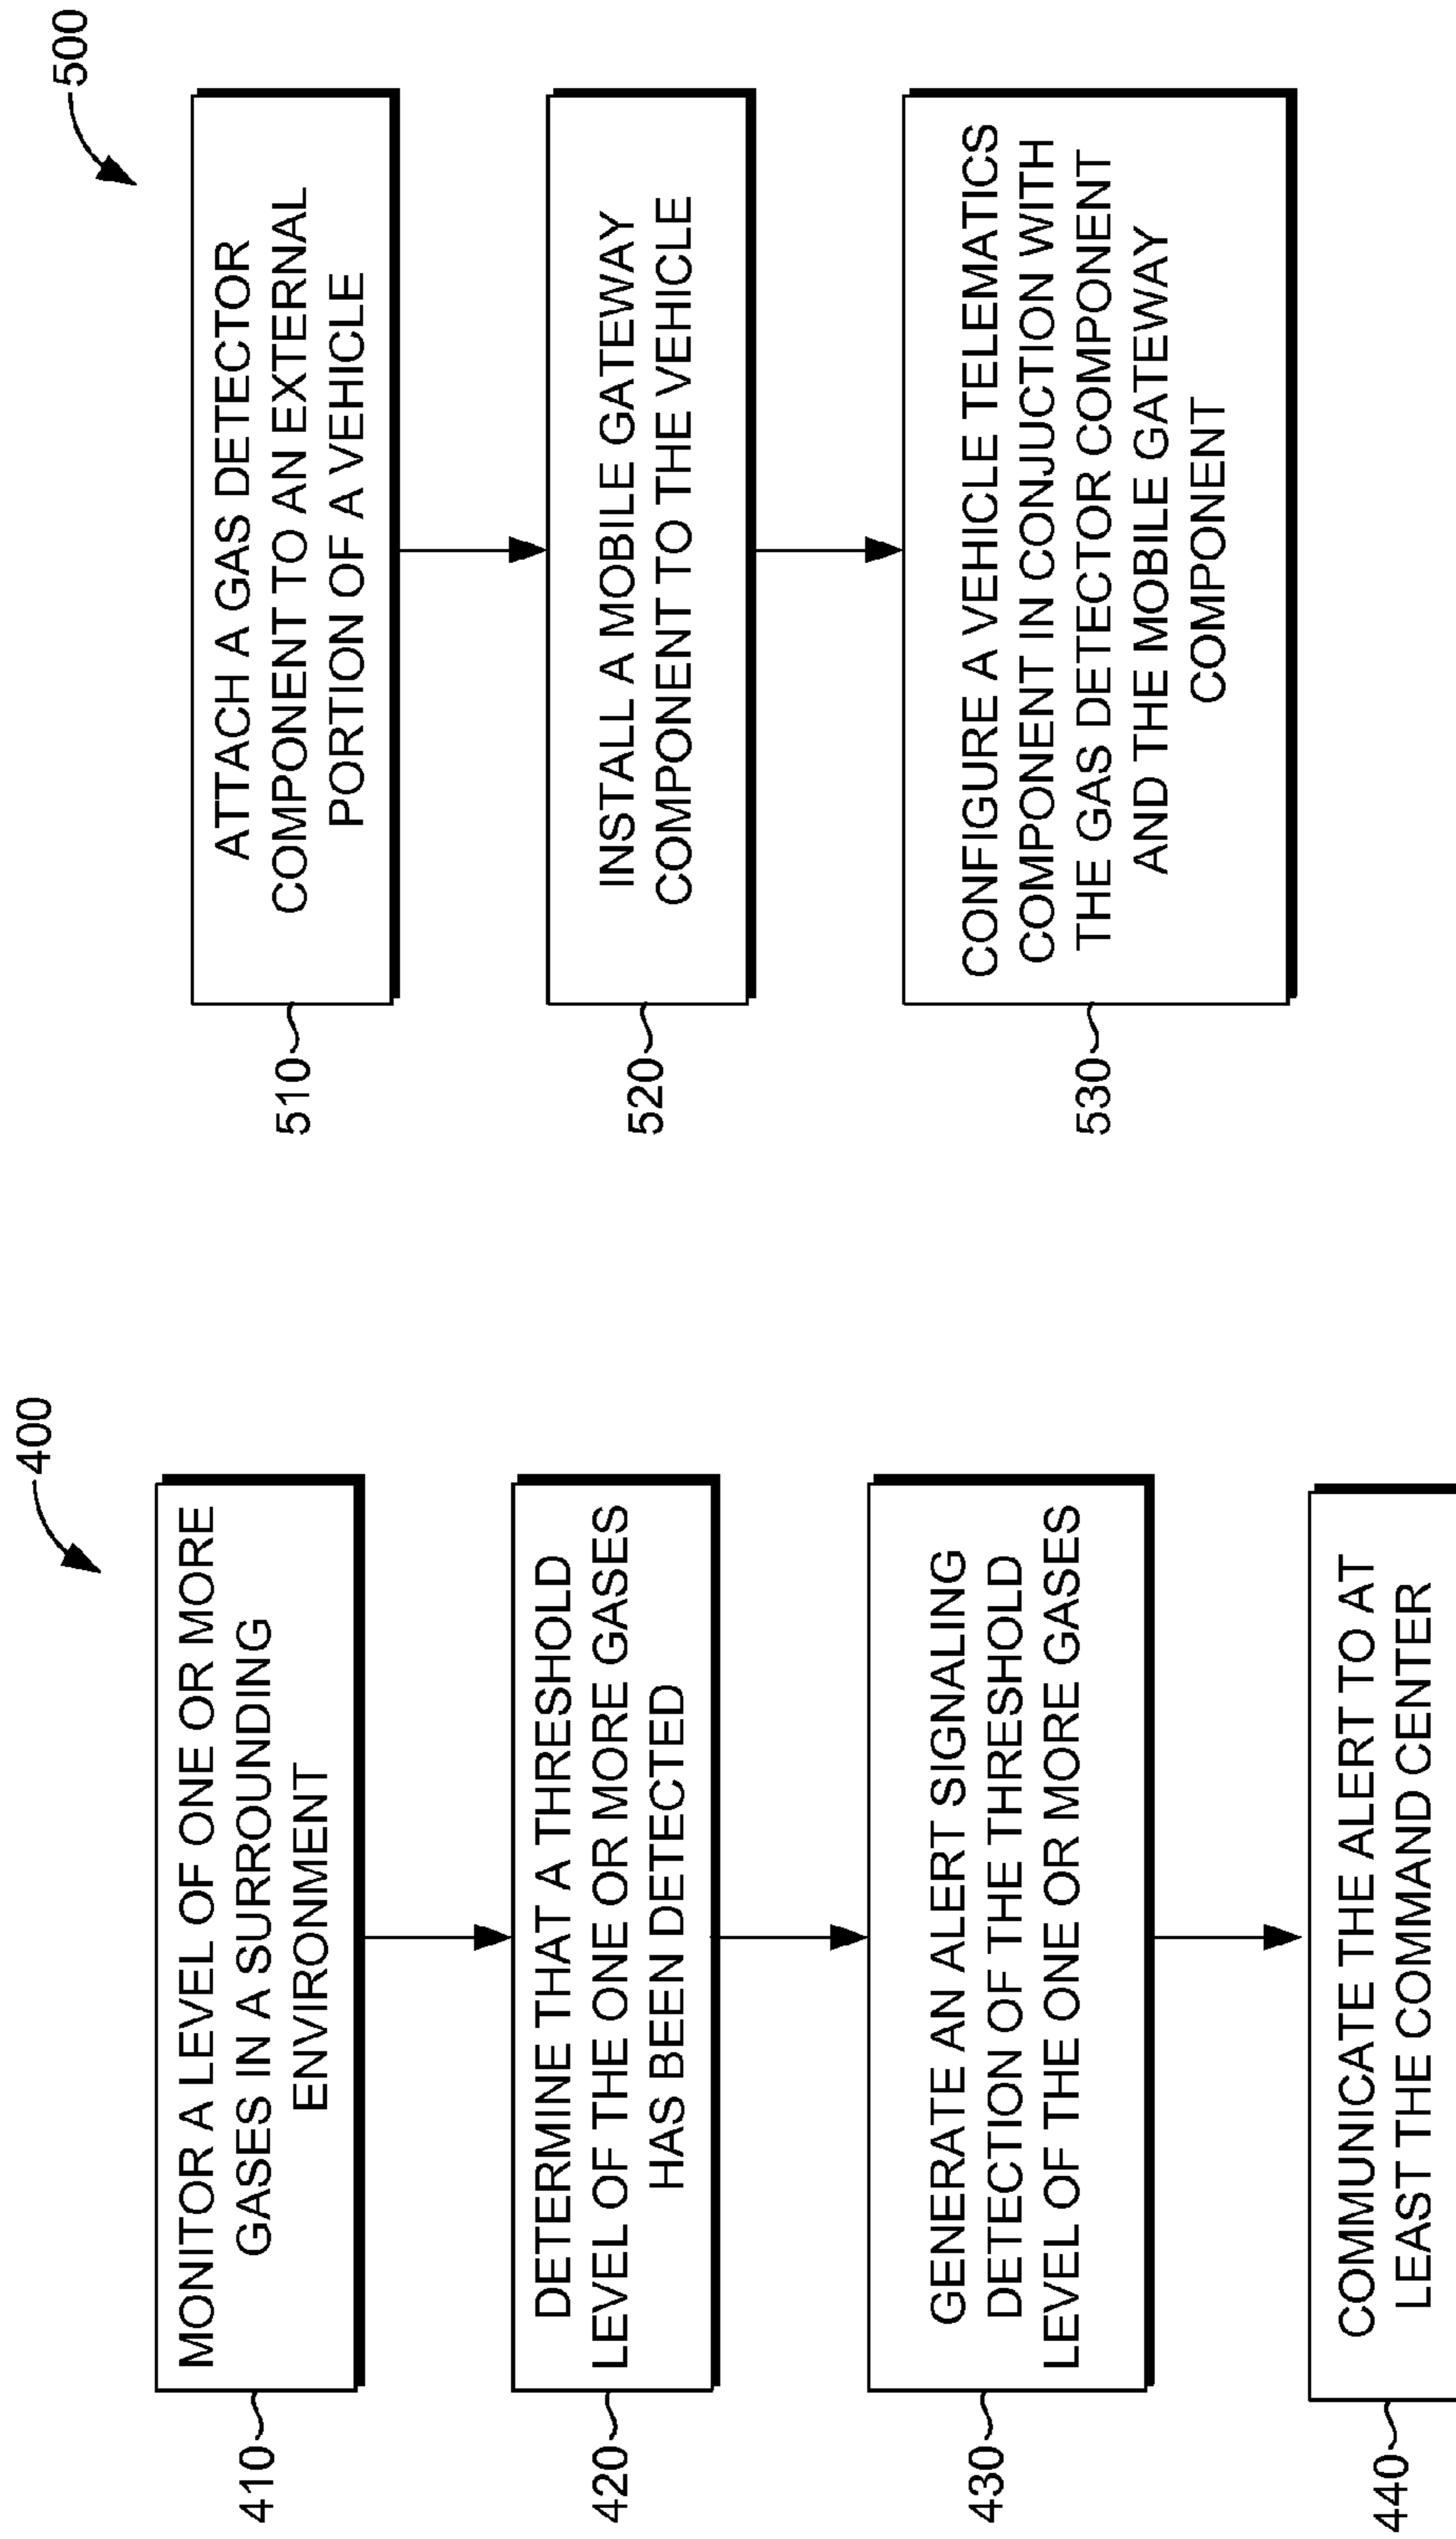 400
410
MONITOR A LEVEL OF ONE OR MORE
GASES IN A SURROUNDING
ENVIRONMENT
420
DETERMINE THAT A THRESHOLD
LEVEL OF THE ONE OR MORE GASES
HAS BEEN DETECTED
430
GENERATE AN ALERT SIGNALING
DETECTION OF THE THRESHOLD
LEVEL OF THE ONE OR MORE GASES
440
COMMUNICATE THE ALERT TO AT
LEAST THE COMMAND CENTER
500
510
ATTACH A GAS DETECTOR
COMPONENT TO AN EXTERNAL
PORTION OF A VEHICLE
520
INSTALL A MOBILE GATEWAY
COMPONENT TO THE VEHICLE
530
CONFIGURE A VEHICLE TELEMATICS
COMPONENT IN CONJUCTION WITH
THE GAS DETECTOR COMPONENT
AND THE MOBILE GATEWAY
COMPONENT